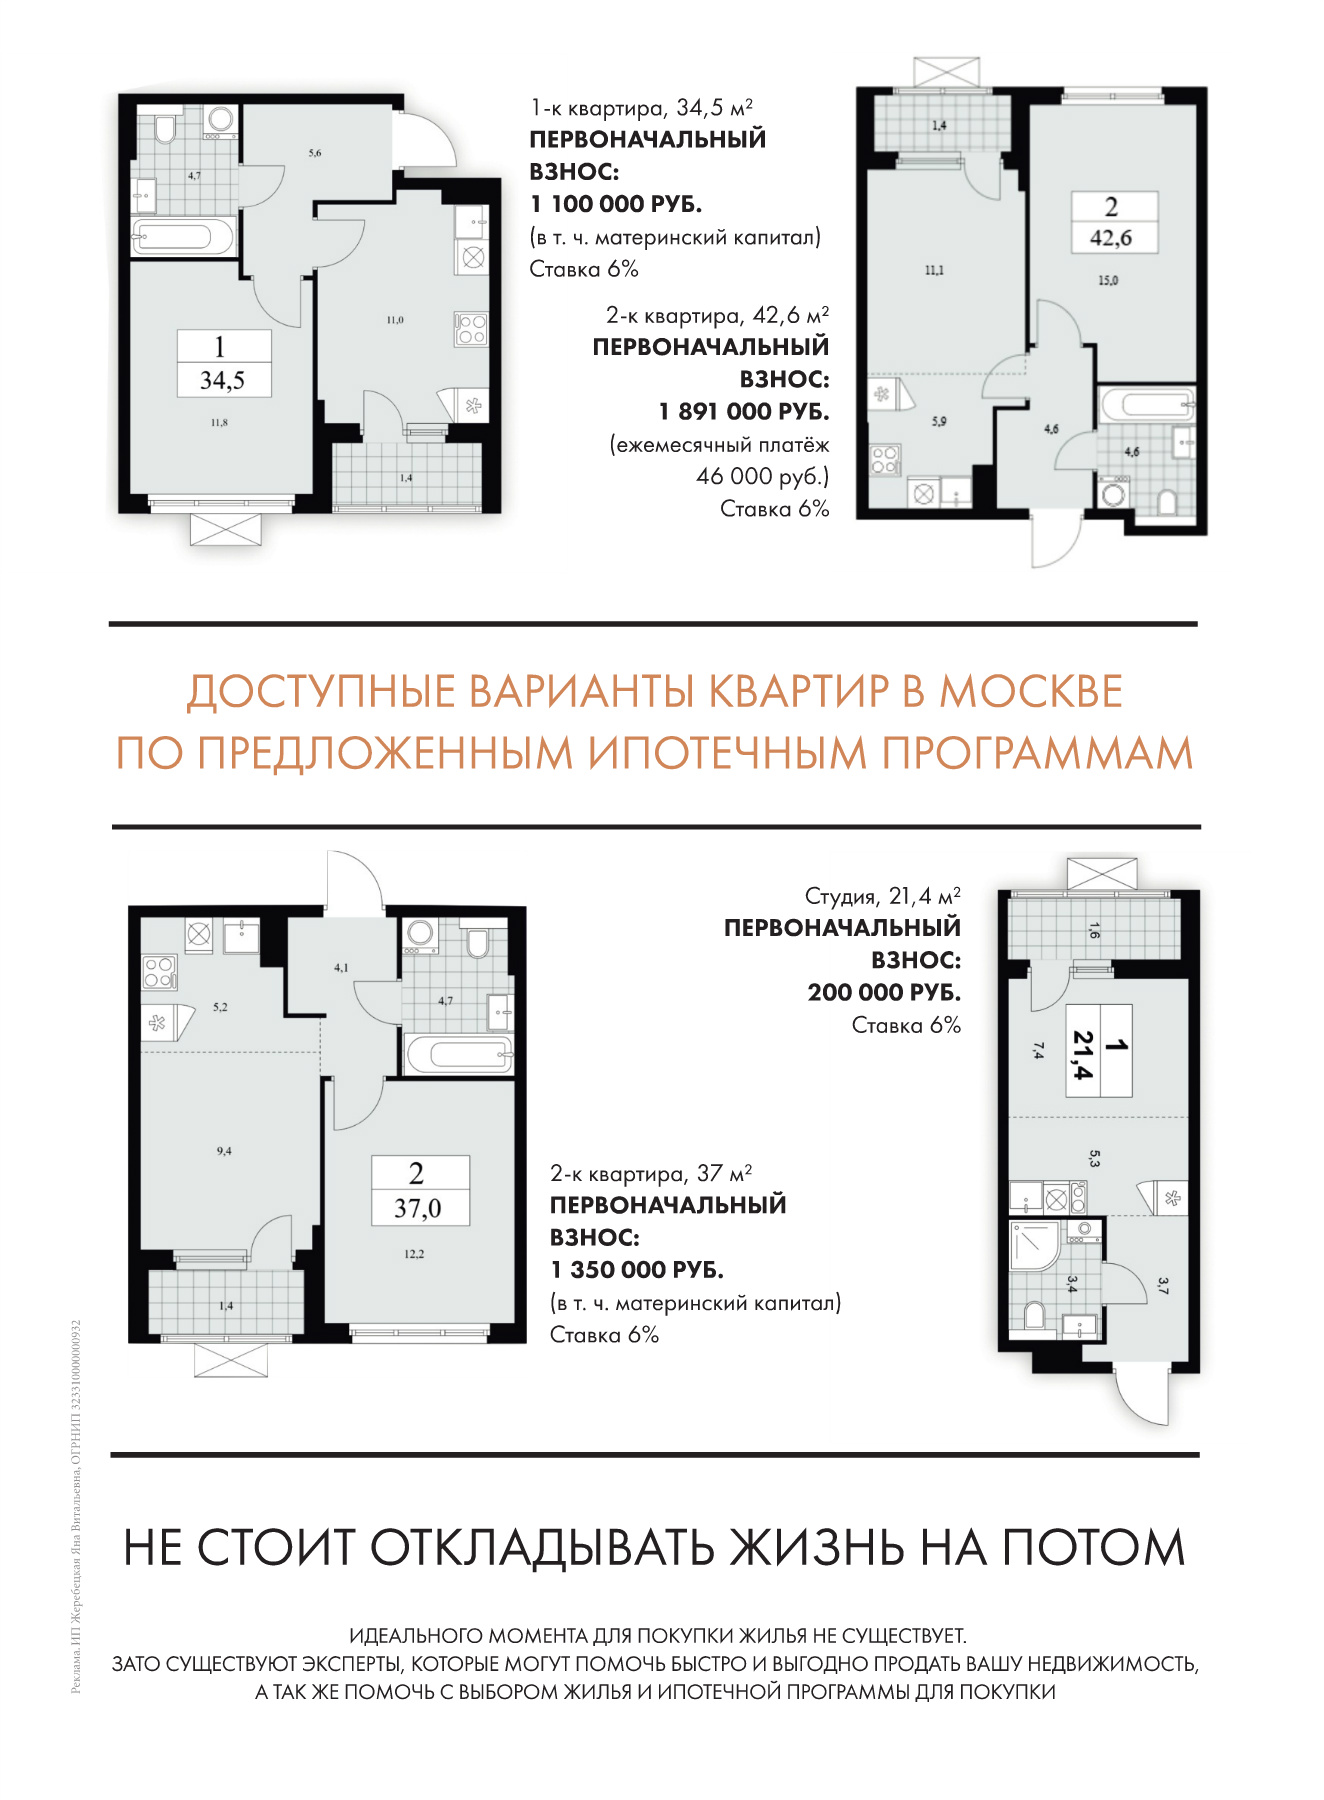 1-к квартира, 34,5 м²
ПЕРВОНАЧАЛЬНЫЙ
ВЗНОС:
1 100 000 РУБ.
(в т. ч. материнский капитал)
Ставка 6%
4,7
5,6
11,0
1
34,5
11,8
1,4
2-к квартира, 42,6 м²
ПЕРВОНАЧАЛЬНЫЙ
ВЗНОС:
1 891 000 РУБ.
(ежемесячный платёж
46 000 руб.)
Ставка 6%
1,4
2
42,6
11,1
15,0
5,9
4,6
4,6
ДОСТУПНЫЕ ВАРИАНТЫ КВАРТИР В МОСКВЕ
ПО ПРЕДЛОЖЕННЫМ ИПОТЕЧНЫМ ПРОГРАММАМ
4,1
5,2
4,7
9,4
2
37,0
12,2
1,4
2-к квартира, 37 м²
ПЕРВОНАЧАЛЬНЫЙ
ВЗНОС:
1 350 000 РУБ.
(в т. ч. материнский капитал)
Ставка 6%
Студия, 21,4 м²
ПЕРВОНАЧАЛЬНЫЙ
ВЗНОС:
200 000 РУБ.
Ставка 6%
1,6
1
21,4
7,4
5,3
3,4
3,7
НЕ СТОИТ ОТКЛАДЫВАТЬ ЖИЗНЬ НА ПОТОМ
ИДЕАЛЬНОГО МОМЕНТА ДЛЯ ПОКУПКИ ЖИЛЬЯ НЕ СУЩЕСТВУЕТ.
ЗАТО СУЩЕСТВУЮТ ЭКСПЕРТЫ, КОТОРЫЕ МОГУТ ПОМОЧЬ БЫСТРО И ВЫГОДНО ПРОДАТЬ ВАШУ НЕДВИЖИМОСТЬ,
А ТАК ЖЕ ПОМОЧЬ С ВЫБОРОМ ЖИЛЬЯ И ИПОТЕЧНОЙ ПРОГРАММЫ ДЛЯ ПОКУПКИ
Реклама. ИП Жеребецкая Яна Витальевна, ОГРНИП 323310000000932